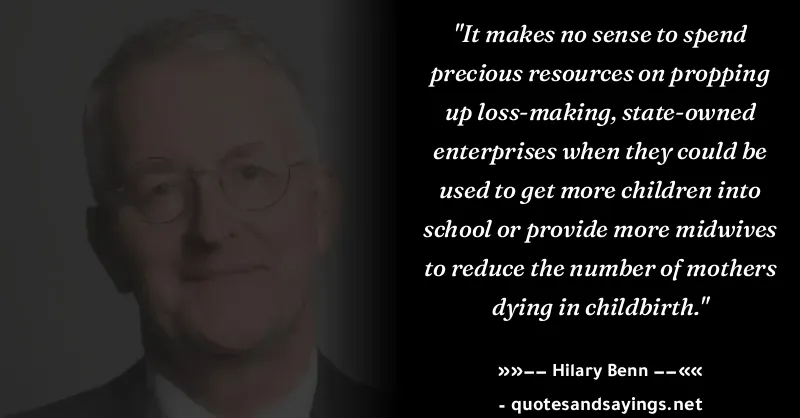 "It makes no sense to spend
precious resources on propping
up loss-making, state-owned
enterprises when they could be
used to get more children into
school or provide more midwives
to reduce the number of mothers
dying in childbirth."
»»–– Hilary Benn ––««
- quotesandsayings.net